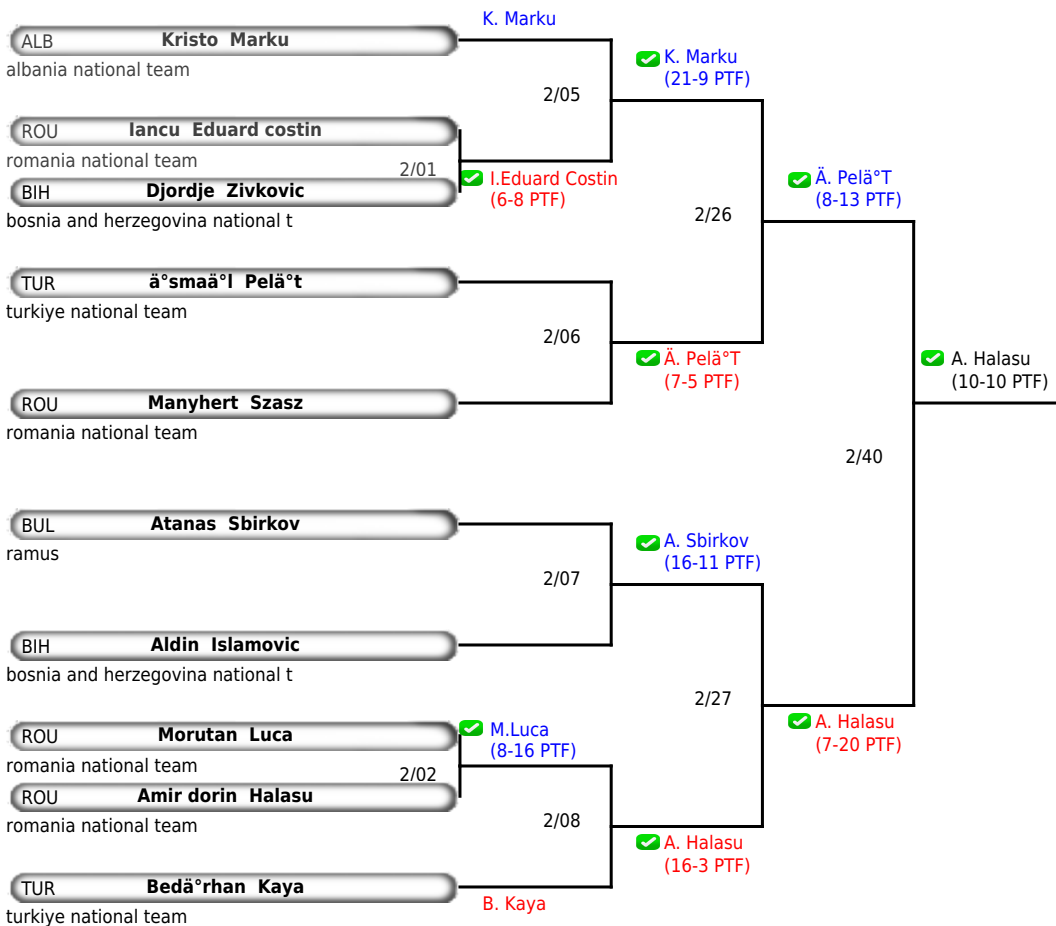 K. Marku
ALB Kristo Marku
albania national team
K. Marku
(21-9 PTF)
2/05
ROU Iancu Eduard costin
romania national team
2/01
I.Eduard Costin
(6-8 PTF)
BIH Djordje Zivkovic
bosnia and herzegovina national t
Ä. Pelä°T
(8-13 PTF)
2/26
TUR ä°smaä°l Pelä°t
turkiye national team
2/06
Ä. Pelä°T
(7-5 PTF)
A. Halasu
(10-10 PTF)
ROU Manyhert Szasz
romania national team
2/40
BUL Atanas Sbirkov
ramus
A. Sbirkov
(16-11 PTF)
2/07
BIH Aldin Islamovic
bosnia and herzegovina national t
2/27
A. Halasu
(7-20 PTF)
ROU Morutan Luca
romania national team
M.Luca
(8-16 PTF)
2/02
ROU Amir dorin Halasu
romania national team
2/08
A. Halasu
(16-3 PTF)
TUR Bedä°rhan Kaya
turkiye national team
B. Kaya